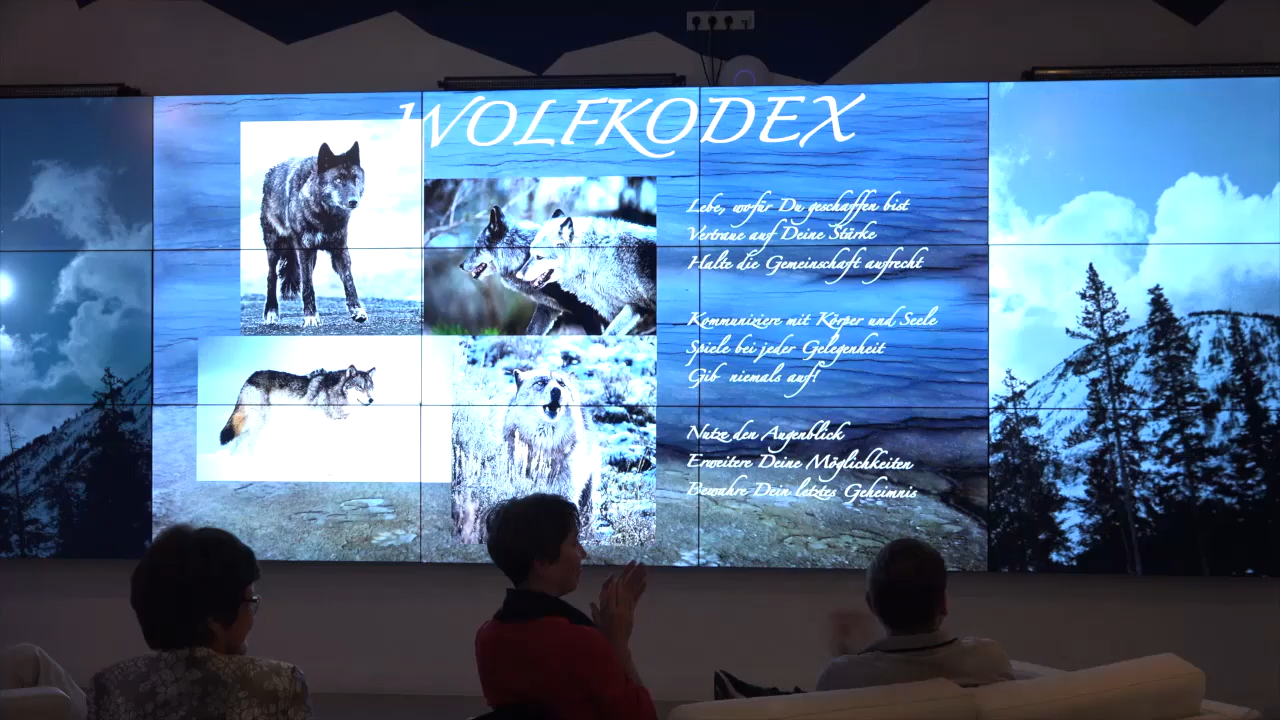 WOLFKODEX
Lebe, wofür Du geschaffen bist
Vertraue auf Deine Stärke
Halte die Gemeinschaft aufrecht
Kommuniziere mit Körper und Seele
Spiele bei jeder Gelegenheit
Gib niemals auf!
Nutze den Augenblick
Erweitere Deine Möglichkeiten
Bewahre Dein letztes Geheimnis